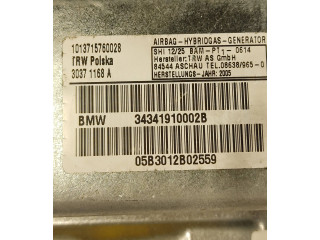 1013715760028
TRW Polska
3037 1168 A
AIRBAG-HYBRIDGAS-GENERATOR
SHI 12/25 BAM-PT1- 0614
Hersteller: TRW AS GmbH
84544 ASCHAU TEL.08638/965-0
HERSTELLUNGS-JAHR: 2005
BMW 34341910002B
05B3012B02559